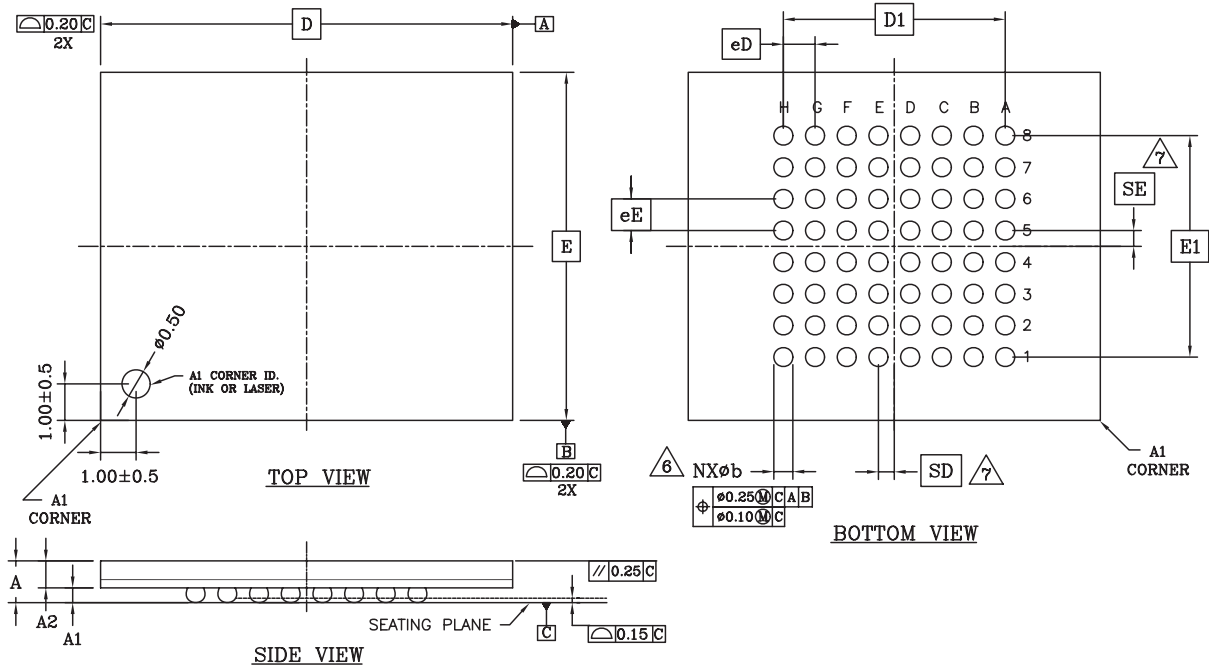 ⌓ 0.20 C
2X
D
A
E
ø0.50
A1 CORNER ID.
(INK OR LASER)
1.00±0.5
1.00±0.5
A1
CORNER
TOP VIEW
B
⌓ 0.20 C
2X
D1
eD
H G F E D C B A
8
7
6
5
4
3
2
1
7
SE
eE
E1
6 NXøb
⌖ ø0.25Ⓜ C A B
ø0.10Ⓜ C
SD 7
A1
CORNER
BOTTOM VIEW
A
A2
A1
// 0.25 C
SEATING PLANE
C
⌓ 0.15 C
SIDE VIEW